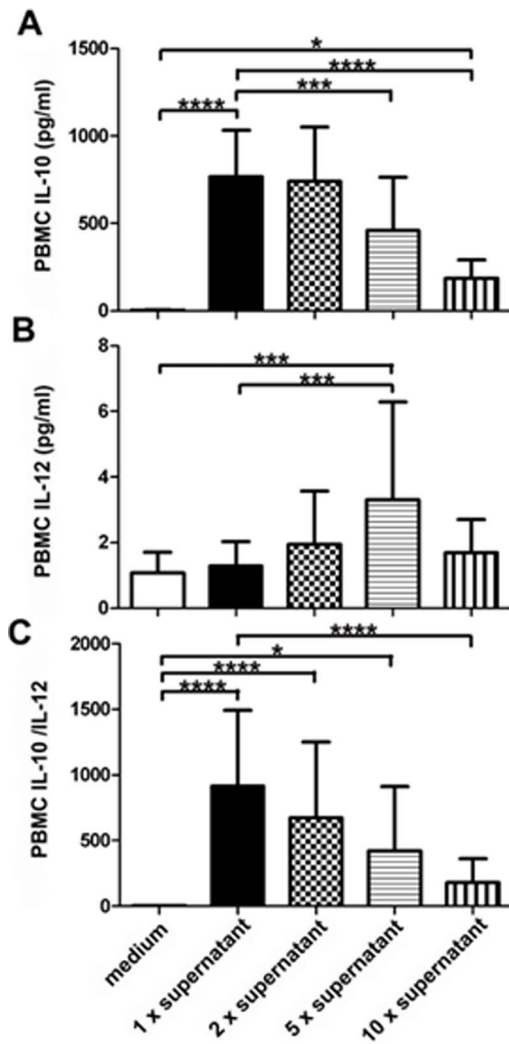 A
PBMC IL-10 (pg/ml)
1500
1000
500
0
*
****
***
****
B
PBMC IL-12 (pg/ml)
8
6
4
2
0
***
***
C
PBMC IL-10 /IL-12
2000
1500
1000
500
0
****
*
****
****
medium
1 x supernatant
2 x supernatant
5 x supernatant
10 x supernatant